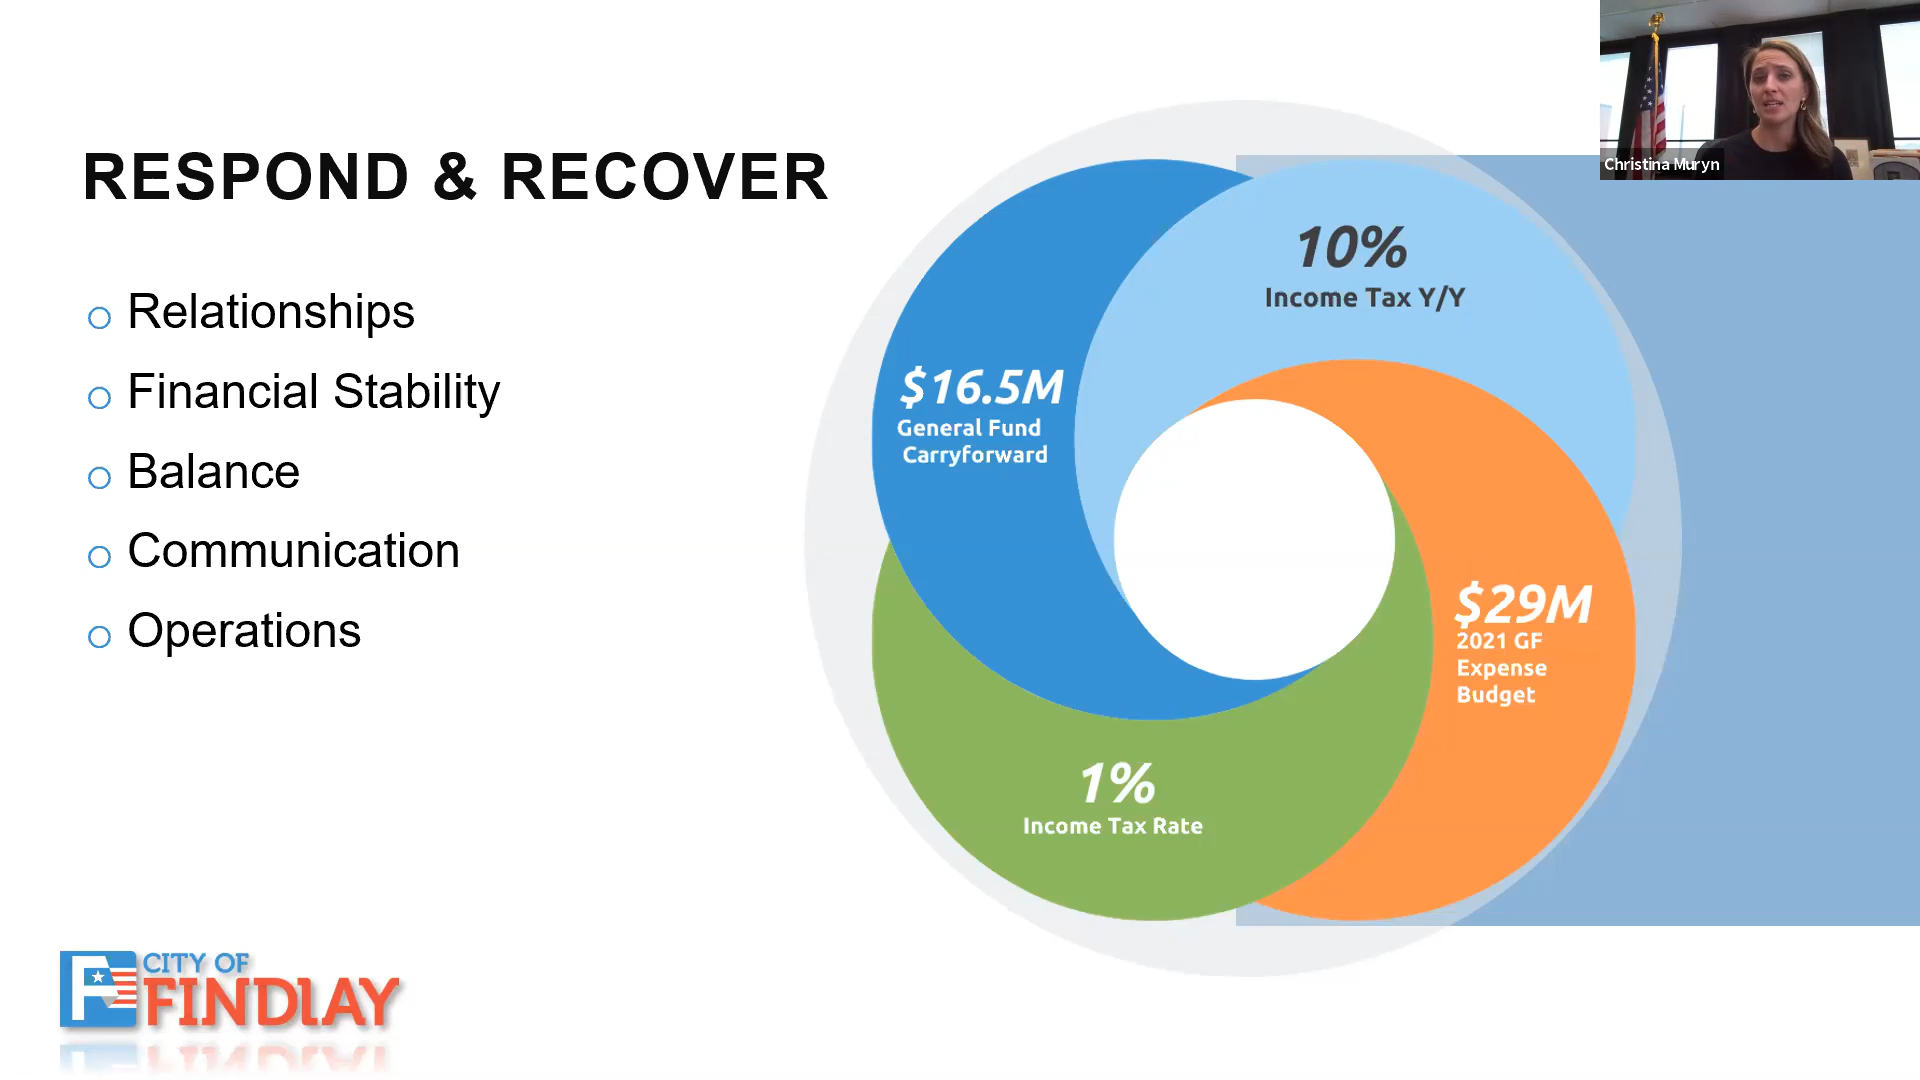 RESPOND & RECOVER
Relationships
Financial Stability
Balance
Communication
Operations
10%
Income Tax Y/Y
$16.5M
General Fund
Carryforward
$29M
2021 GF
Expense
Budget
1%
Income Tax Rate
CITY OF
FINDLAY
Christina Muryn